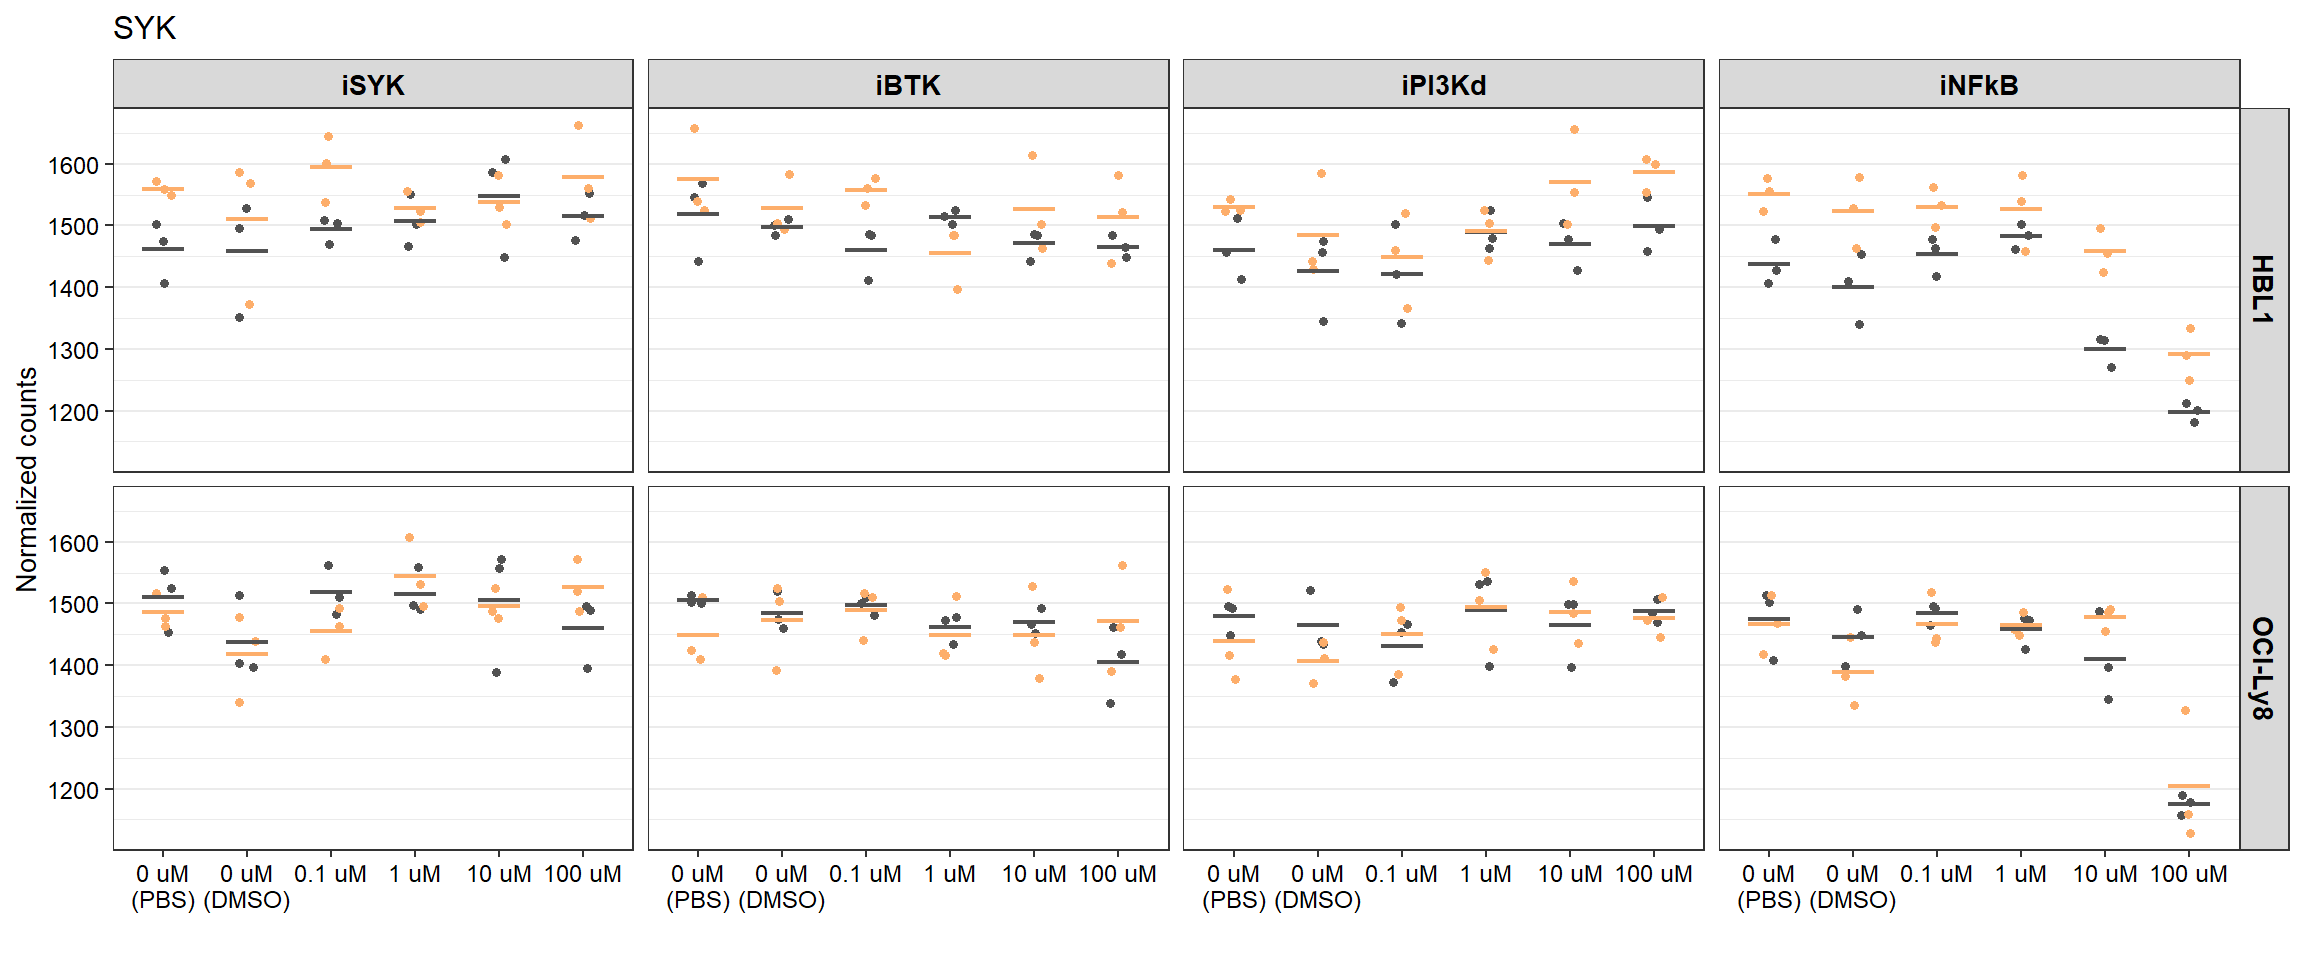 SYK
iSYK
iBTK
iPI3Kd
iNFkB
HBL1
OCI-Ly8
Normalized counts
1600
1500
1400
1300
1200
1600
1500
1400
1300
1200
0 uM 0 uM 0.1 uM 1 uM 10 uM 100 uM
(PBS) (DMSO)
0 uM 0 uM 0.1 uM 1 uM 10 uM 100 uM
(PBS) (DMSO)
0 uM 0 uM 0.1 uM 1 uM 10 uM 100 uM
(PBS) (DMSO)
0 uM 0 uM 0.1 uM 1 uM 10 uM 100 uM
(PBS) (DMSO)